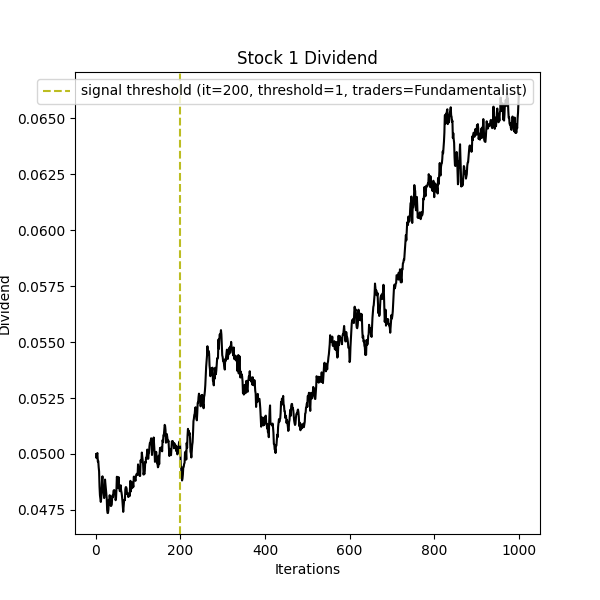 Stock 1 Dividend
signal threshold (it=200, threshold=1, traders=Fundamentalist)
0.0650
0.0625
0.0600
0.0575
0.0550
0.0525
0.0500
0.0475
Dividend
0 200 400 600 800 1000
Iterations